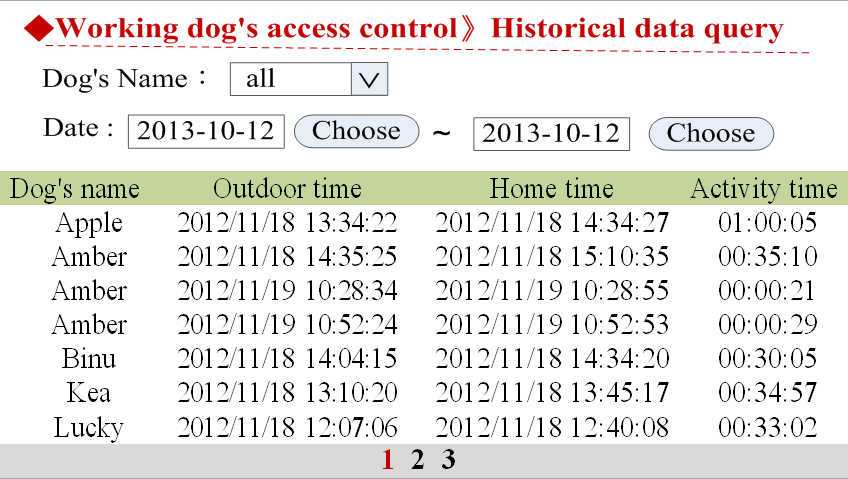 ◆Working dog's access control》Historical data query
Dog's Name： all
Date : 2013-10-12 Choose ~ 2013-10-12 Choose
Dog's name Outdoor time Home time Activity time
Apple 2012/11/18 13:34:22 2012/11/18 14:34:27 01:00:05
Amber 2012/11/18 14:35:25 2012/11/18 15:10:35 00:35:10
Amber 2012/11/19 10:28:34 2012/11/19 10:28:55 00:00:21
Amber 2012/11/19 10:52:24 2012/11/19 10:52:53 00:00:29
Binu 2012/11/18 14:04:15 2012/11/18 14:34:20 00:30:05
Kea 2012/11/18 13:10:20 2012/11/18 13:45:17 00:34:57
Lucky 2012/11/18 12:07:06 2012/11/18 12:40:08 00:33:02
1 2 3